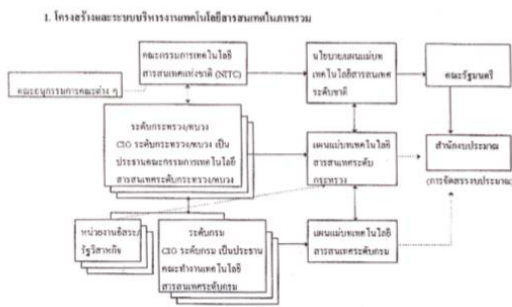 1. โครงสร้างและระบบบริหารงานเทคโนโลยีสารสนเทศในภาพรวม
คณะกรรมการเทคโนโลยี
สารสนเทศแห่งชาติ (NITC)
นโยบาย/แผนแม่บท
เทคโนโลยีสารสนเทศ
ระดับชาติ
คณะรัฐมนตรี
คณะอนุกรรมการคณะต่าง ๆ
ระดับกระทรวง/ทบวง
CIO ระดับกระทรวง/ทบวง เป็น
ประธานคณะกรรมการเทคโนโลยี
สารสนเทศระดับกระทรวง/ทบวง
แผนแม่บทเทคโนโลยี
สารสนเทศระดับ
กระทรวง
สำนักงบประมาณ
(การจัดสรรงบประมาณ)
หน่วยงานอิสระ/
รัฐวิสาหกิจ
ระดับกรม
CIO ระดับกรม เป็นประธาน
คณะทำงานเทคโนโลยี
สารสนเทศระดับกรม
แผนแม่บทเทคโนโลยี
สารสนเทศระดับกรม